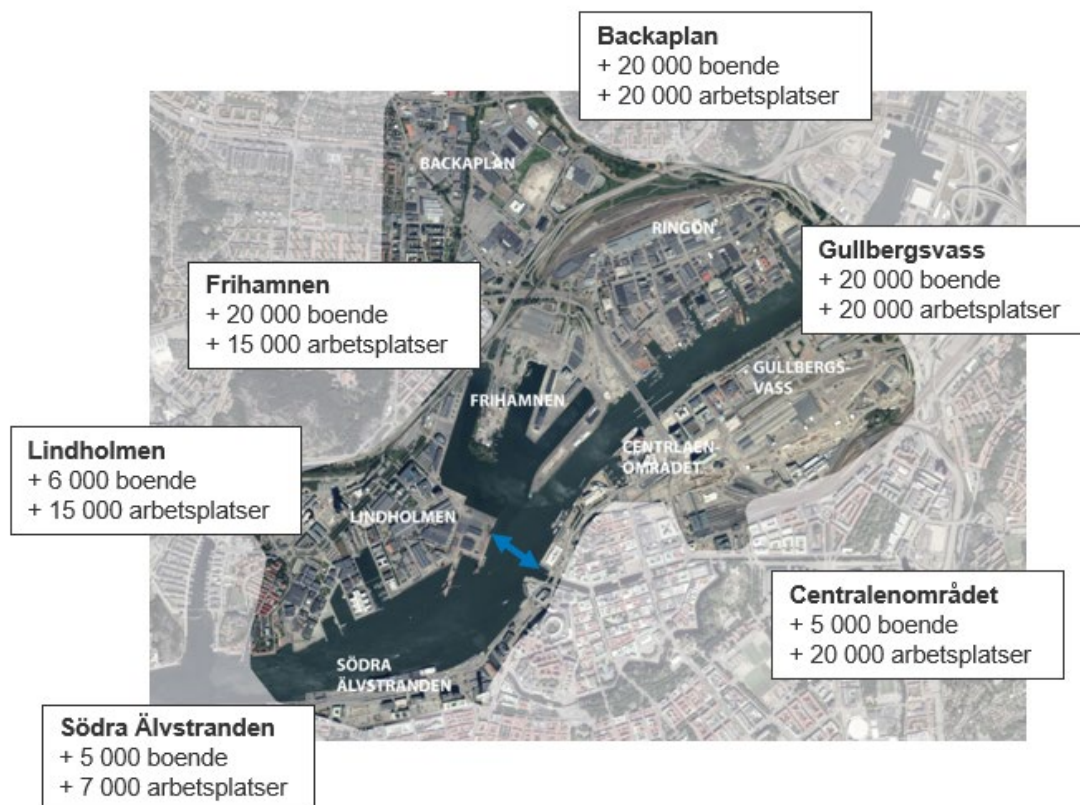 Backaplan
+ 20 000 boende
+ 20 000 arbetsplatser
BACKAPLAN
RINGÖN
Gullbergsvass
+ 20 000 boende
+ 20 000 arbetsplatser
Frihamnen
+ 20 000 boende
+ 15 000 arbetsplatser
GULLBERGS-
VASS
FRIHAMNEN
Lindholmen
+ 6 000 boende
+ 15 000 arbetsplatser
CENTRLAEN-
OMRÅDET
LINDHOLMEN
Centralenområdet
+ 5 000 boende
+ 20 000 arbetsplatser
SÖDRA
ÄLVSTRANDEN
Södra Älvstranden
+ 5 000 boende
+ 7 000 arbetsplatser